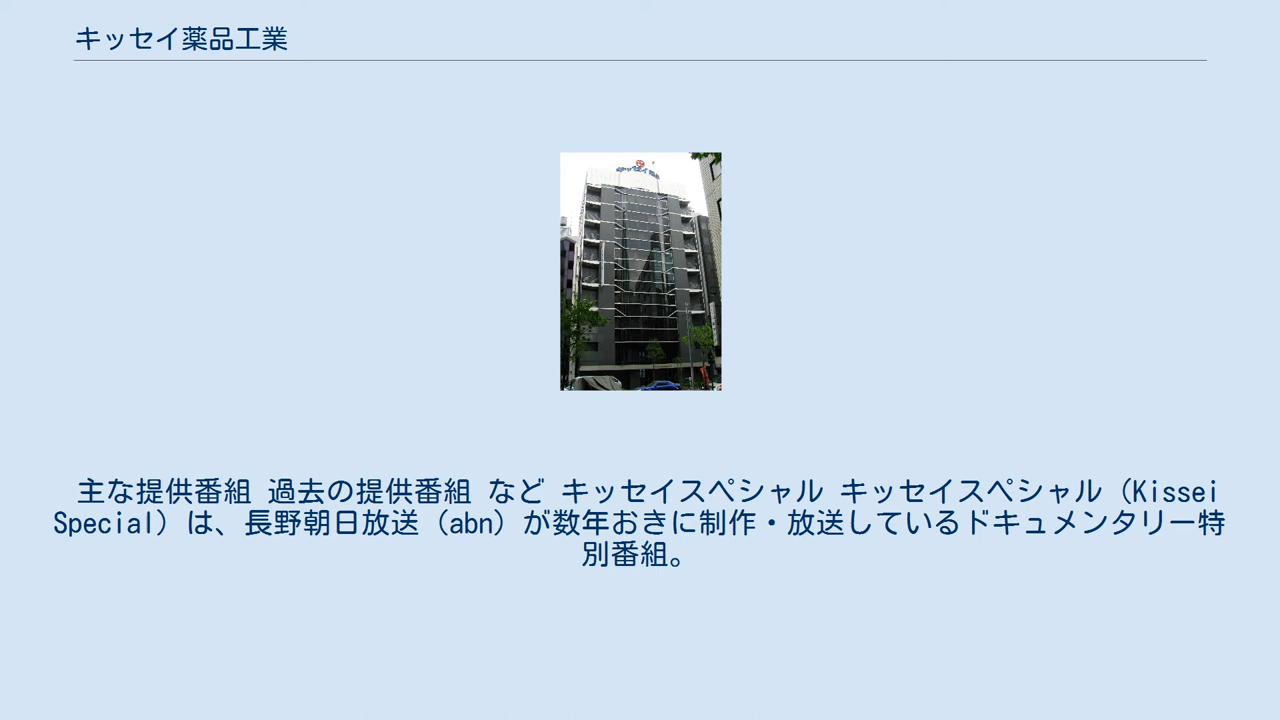 キッセイ薬品工業
キッセイ
主な提供番組 過去の提供番組 など キッセイスペシャル キッセイスペシャル（Kissei
Special）は、長野朝日放送（abn）が数年おきに制作・放送しているドキュメンタリー特
別番組。